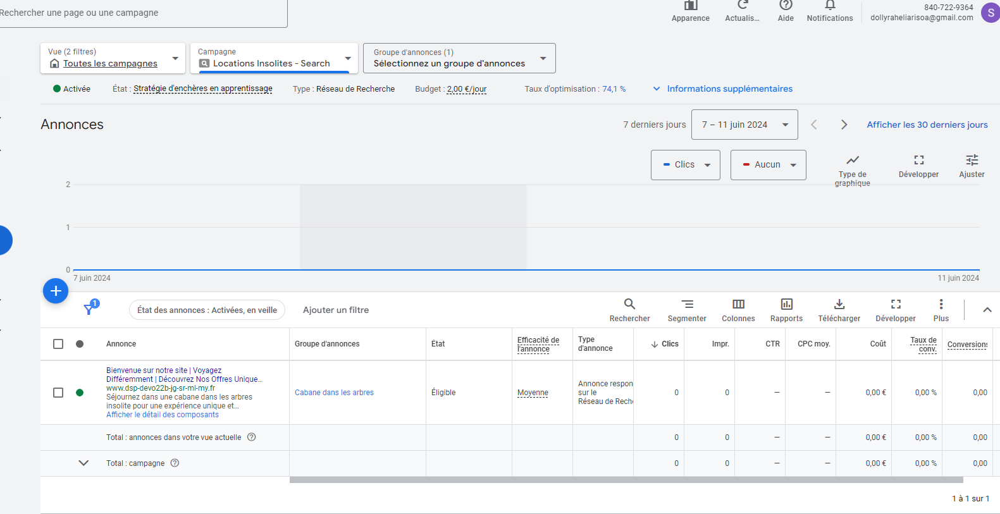 Rechercher une page ou une campagne
Apparence
Actualis...
Aide
Notifications
840-722-9364
dollyraheliarisoa@gmail.com
S
Vue (2 filtres)
Toutes les campagnes
Campagne
Locations Insolites - Search
Groupe d'annonces (1)
Sélectionnez un groupe d'annonces
Activée
État : Stratégie d'enchères en apprentissage
Type : Réseau de Recherche
Budget : 2,00 €/jour
Taux d'optimisation : 74,1 %
Informations supplémentaires
Annonces
7 derniers jours
7 – 11 juin 2024
Afficher les 30 derniers jours
Clics
Aucun
Type de
graphique
Développer
Ajuster
2
1
0
7 juin 2024
11 juin 2024
1
État des annonces : Activées, en veille
Ajouter un filtre
Rechercher
Segmenter
Colonnes
Rapports
Télécharger
Développer
Plus
Annonce
Groupe d'annonces
État
Efficacité de
l'annonce
Type
d'annonce
Clics
Impr.
CTR
CPC moy.
Coût
Taux de
conv.
Conversions
Bienvenue sur notre site | Voyagez
Différemment | Découvrez Nos Offres Unique...
www.dsp-devo22b-jg-sr-ml-my.fr
Séjournez dans une cabane dans les arbres
insolite pour une expérience unique et...
Afficher le détail des composants
Cabane dans les arbres
Éligible
Moyenne
Annonce respon
sur le
Réseau de Rech
0
0
–
–
0,00 €
0,00 %
0,00
Total : annonces dans votre vue actuelle
0
0
–
–
0,00 €
0,00 %
0,00
Total : campagne
0
0
–
–
0,00 €
0,00 %
0,00
1 à 1 sur 1